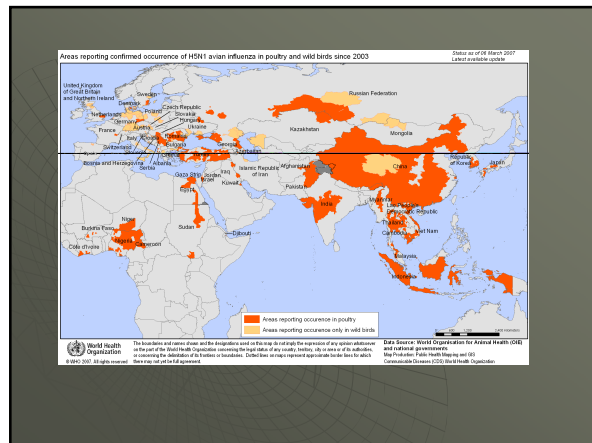 Areas reporting confirmed occurrence of H5N1 avian influenza in poultry and wild birds since 2003
Status as of 06 March 2007
Latest available update
United Kingdom
of Great Britain
and Northern Ireland
Sweden
Denmark
Poland
Russian Federation
Netherlands
Czech Republic
Slovakia
Germany
Hungary
France
Austria
Ukraine
Kazakhstan
Mongolia
Italy
Switzerland
Bulgaria
Georgia
Azerbaijan
Bosnia and Herzegovina
Albania
Serbia
Iraq
Islamic Republic
of Iran
Afghanistan
China
Republic
of Korea
Japan
Gaza Strip
Jordan
Israel
Kuwait
Pakistan
Egypt
India
Myanmar
Lao People's
Democratic Republic
Niger
Sudan
Thailand
Viet Nam
Burkina Faso
Djibouti
Cambodia
Nigeria
Cameroon
Côte d'Ivoire
Malaysia
Indonesia
Areas reporting occurence in poultry
Areas reporting occurence only in wild birds
World Health
Organization
© WHO 2007. All rights reserved
The boundaries and names shown and the designations used on this map do not imply the expression of any opinion whatsoever
on the part of the World Health Organization concerning the legal status of any country, territory, city or area or of its authorities,
or concerning the delimitation of its frontiers or boundaries. Dotted lines on maps represent approximate border lines for which
there may not yet be full agreement.
Data Source: World Organisation for Animal Health (OIE)
and national governments
Map Production: Public Health Mapping and GIS
Communicable Diseases (CDS) World Health Organization